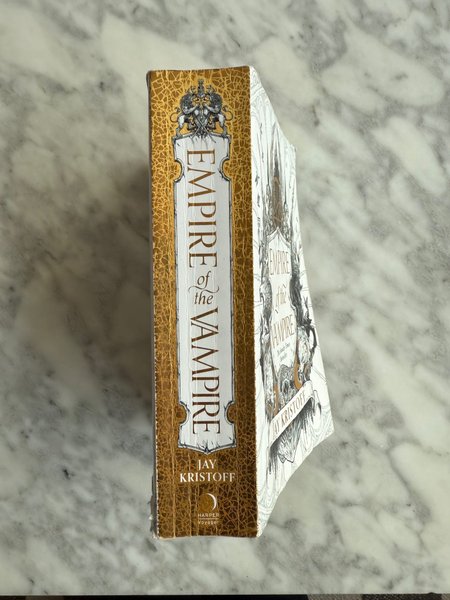 EMPIRE of the VAMPIRE
JAY
KRISTOFF
HARPER
Voyager
EMPIRE
of the
VAMPIRE
JAY KRISTOFF